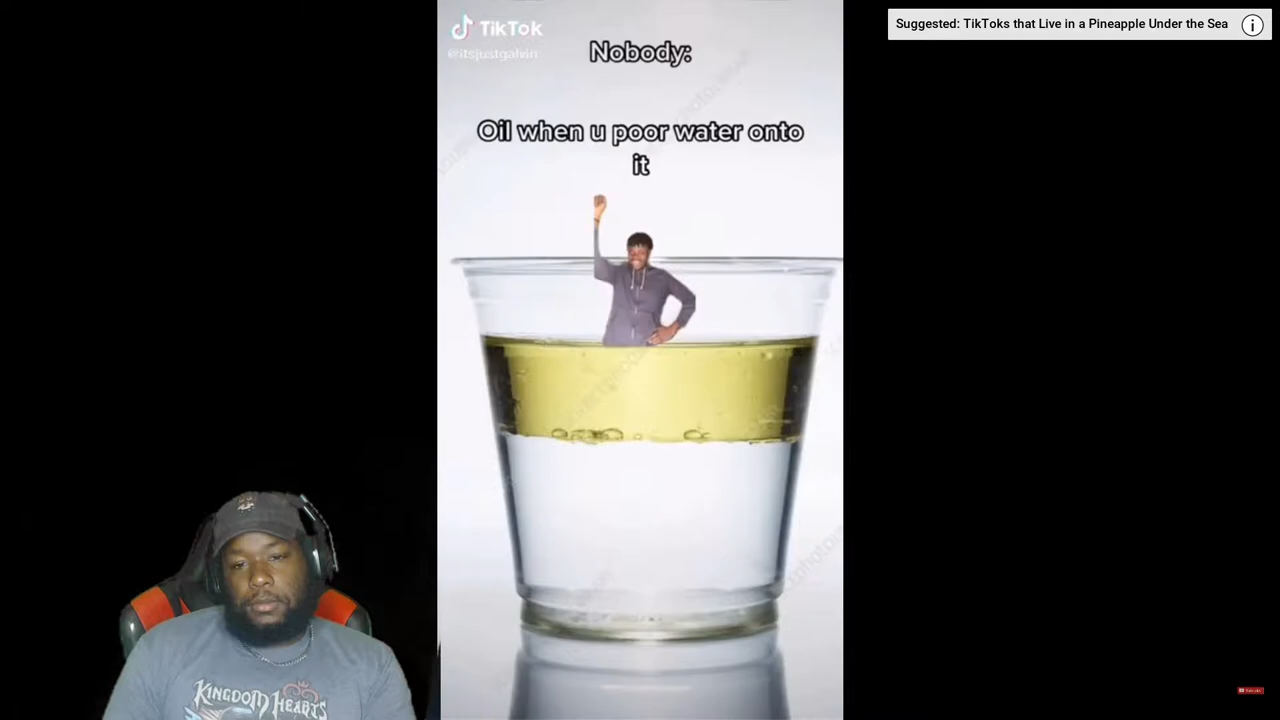 Suggested: TikToks that Live in a Pineapple Under the Sea
TikTok
@itsjustgalvin
Nobody:
Oil when u poor water onto
it
KINGDOM HEARTS